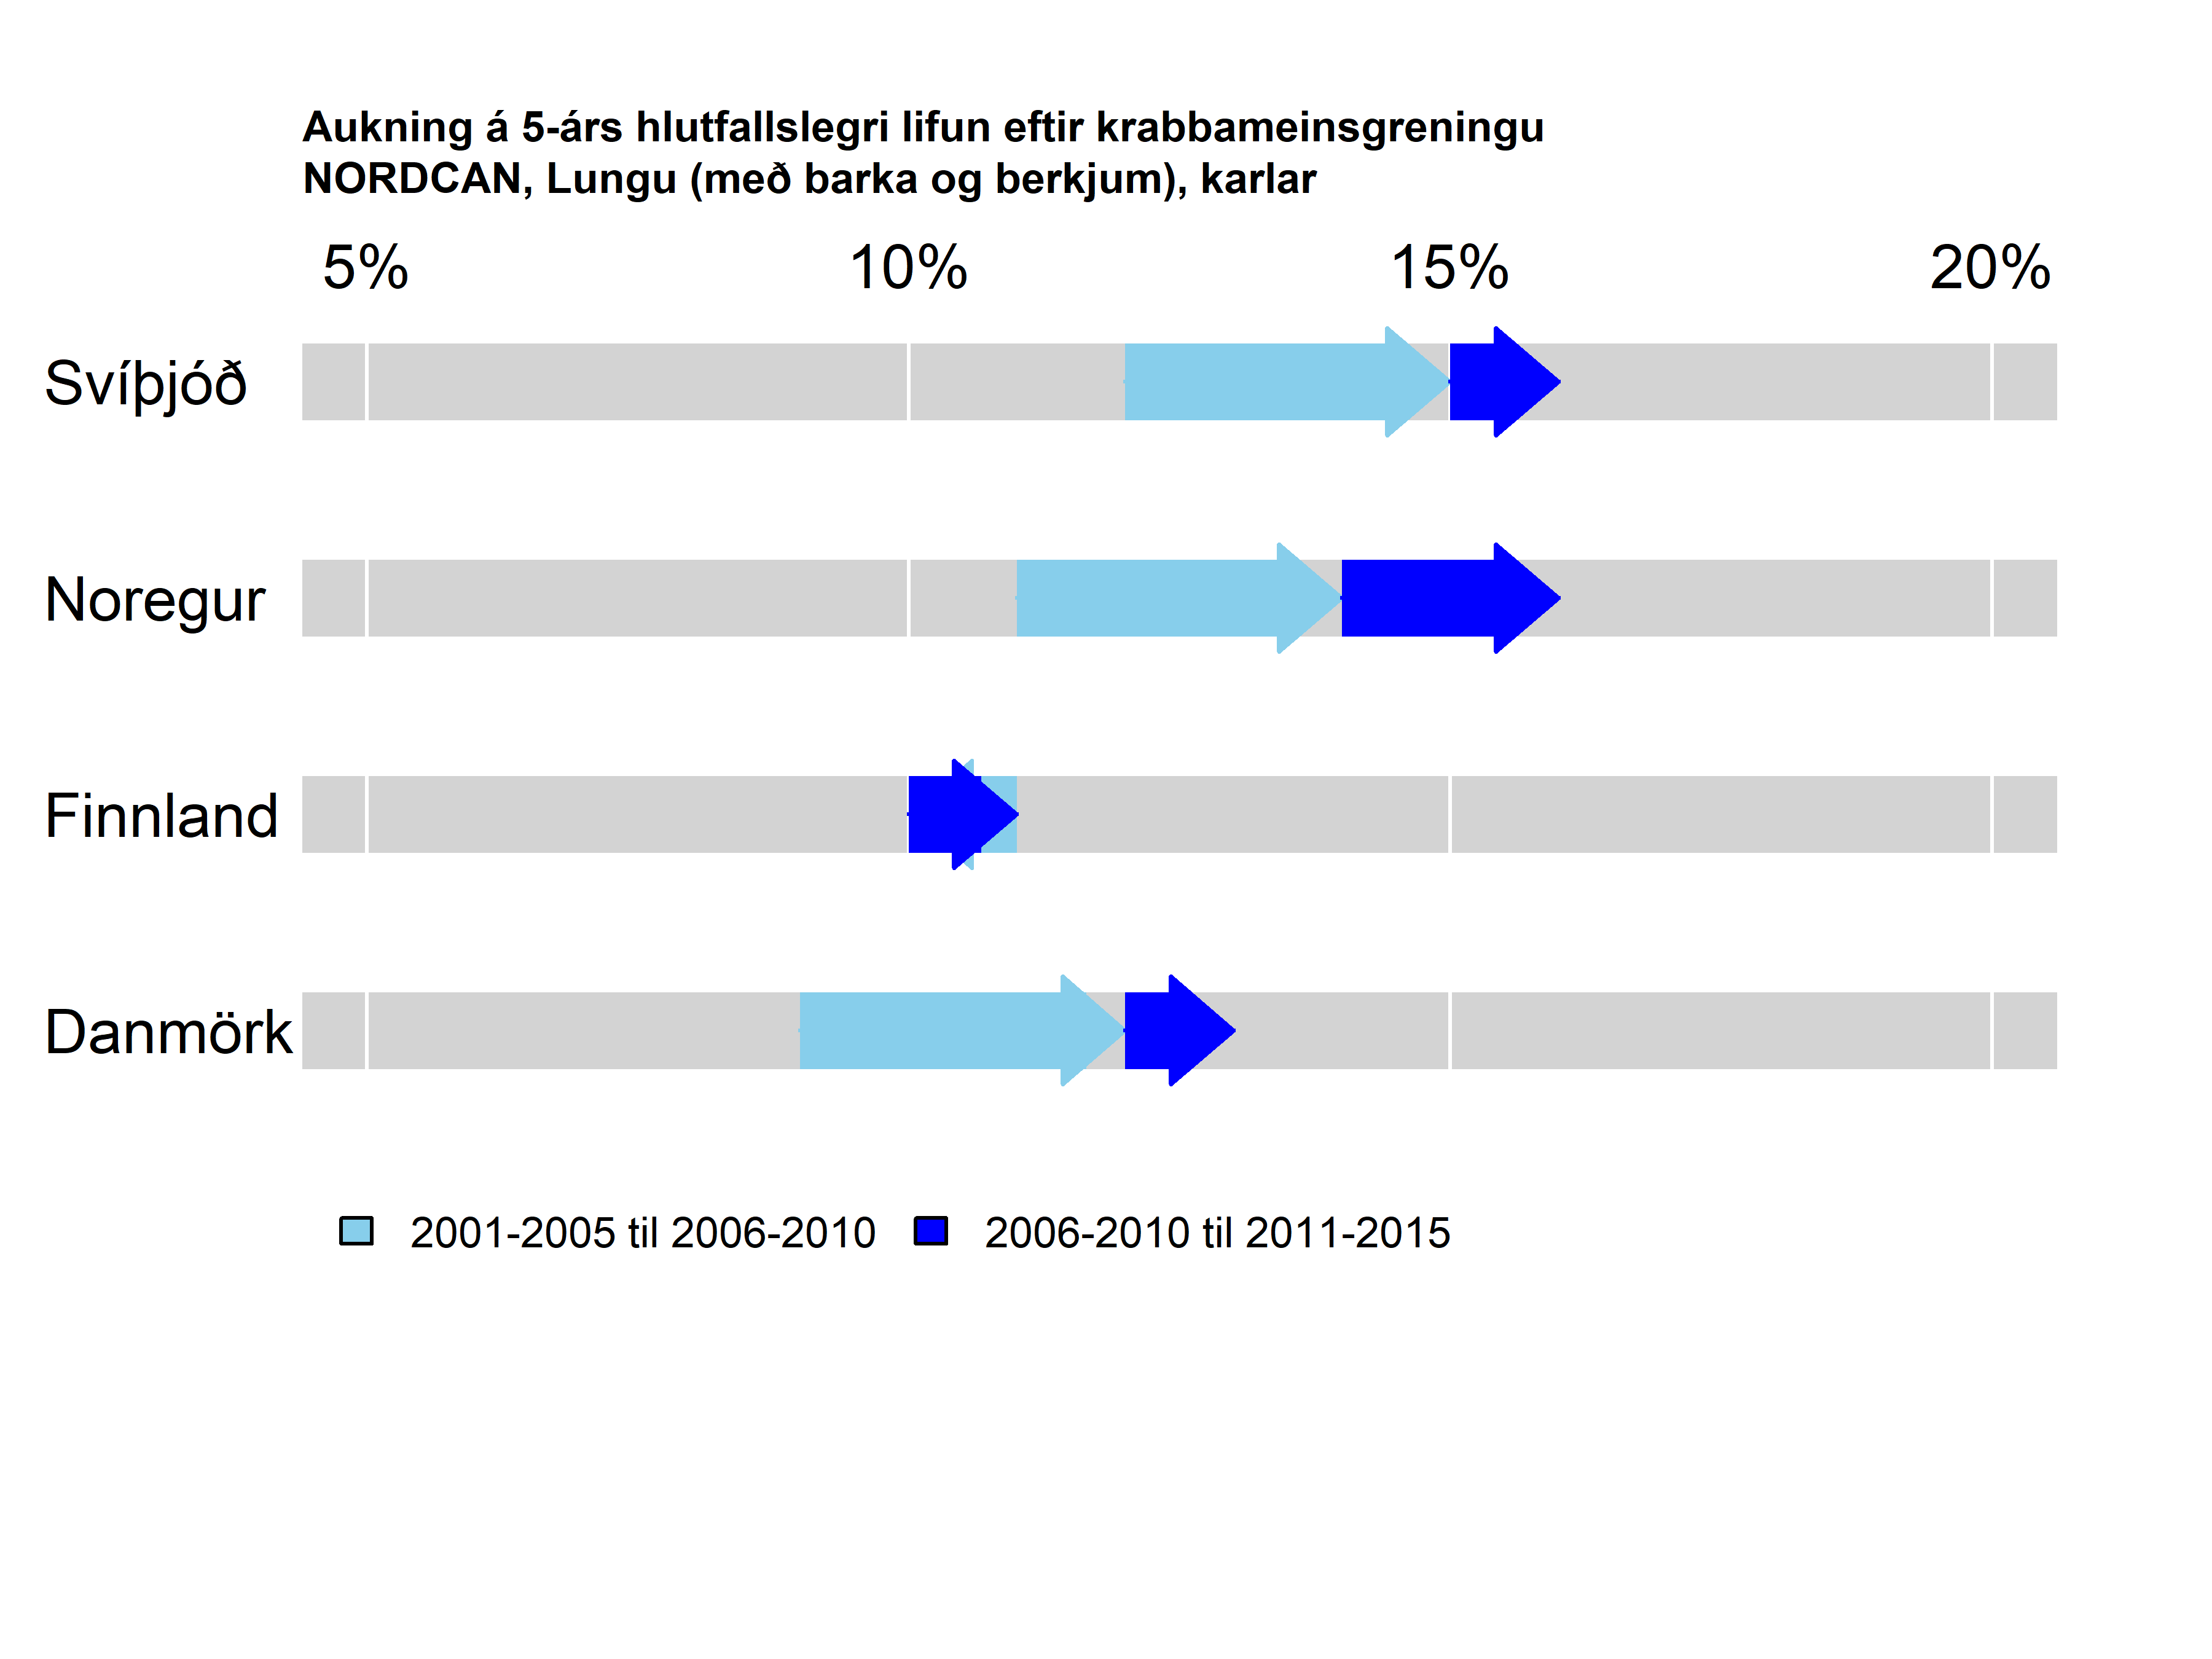 Aukning á 5-árs hlutfallslegri lifun eftir krabbameinsgreningu
NORDCAN, Lungu (með barka og berkjum), karlar
5% 10% 15% 20%
Svíþjóð
Noregur
Finnland
Danmörk
2001-2005 til 2006-2010 2006-2010 til 2011-2015